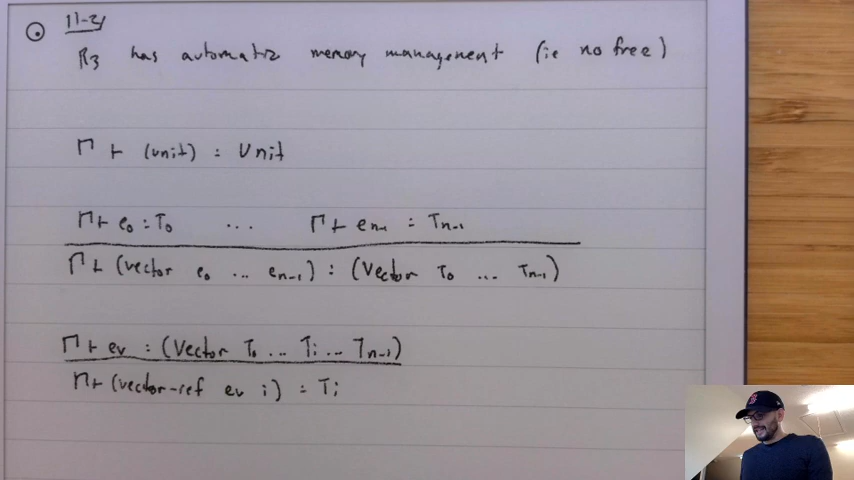 11-2/
R3 has automatic memory management (ie no free)
Γ ⊢ (unit) : Unit
Γ ⊢ e0 : T0 ... Γ ⊢ en-1 : Tn-1
Γ ⊢ (vector e0 ... en-1) : (Vector T0 ... Tn-1)
Γ ⊢ ev : (Vector T0 ... Ti ... Tn-1)
Γ ⊢ (vector-ref ev i) : Ti